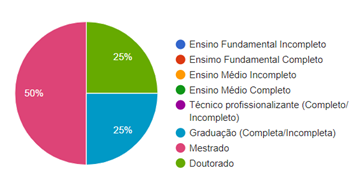 25%
50%
25%
Ensino Fundamental Incompleto
Ensimo Fundamental Completo
Ensino Médio Incompleto
Ensino Médio Completo
Técnico profissionalizante (Completo/
Incompleto)
Graduação (Completa/Incompleta)
Mestrado
Doutorado